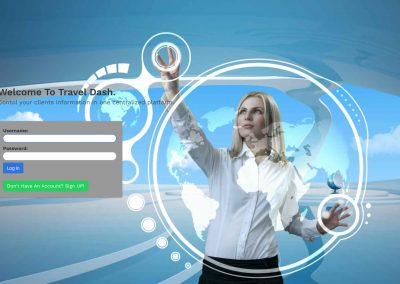 Welcome To Travel Dash.
Contol your clients information in one centralized platform.
Username:
Password:
Log In
Don't Have An Account? Sign UP!